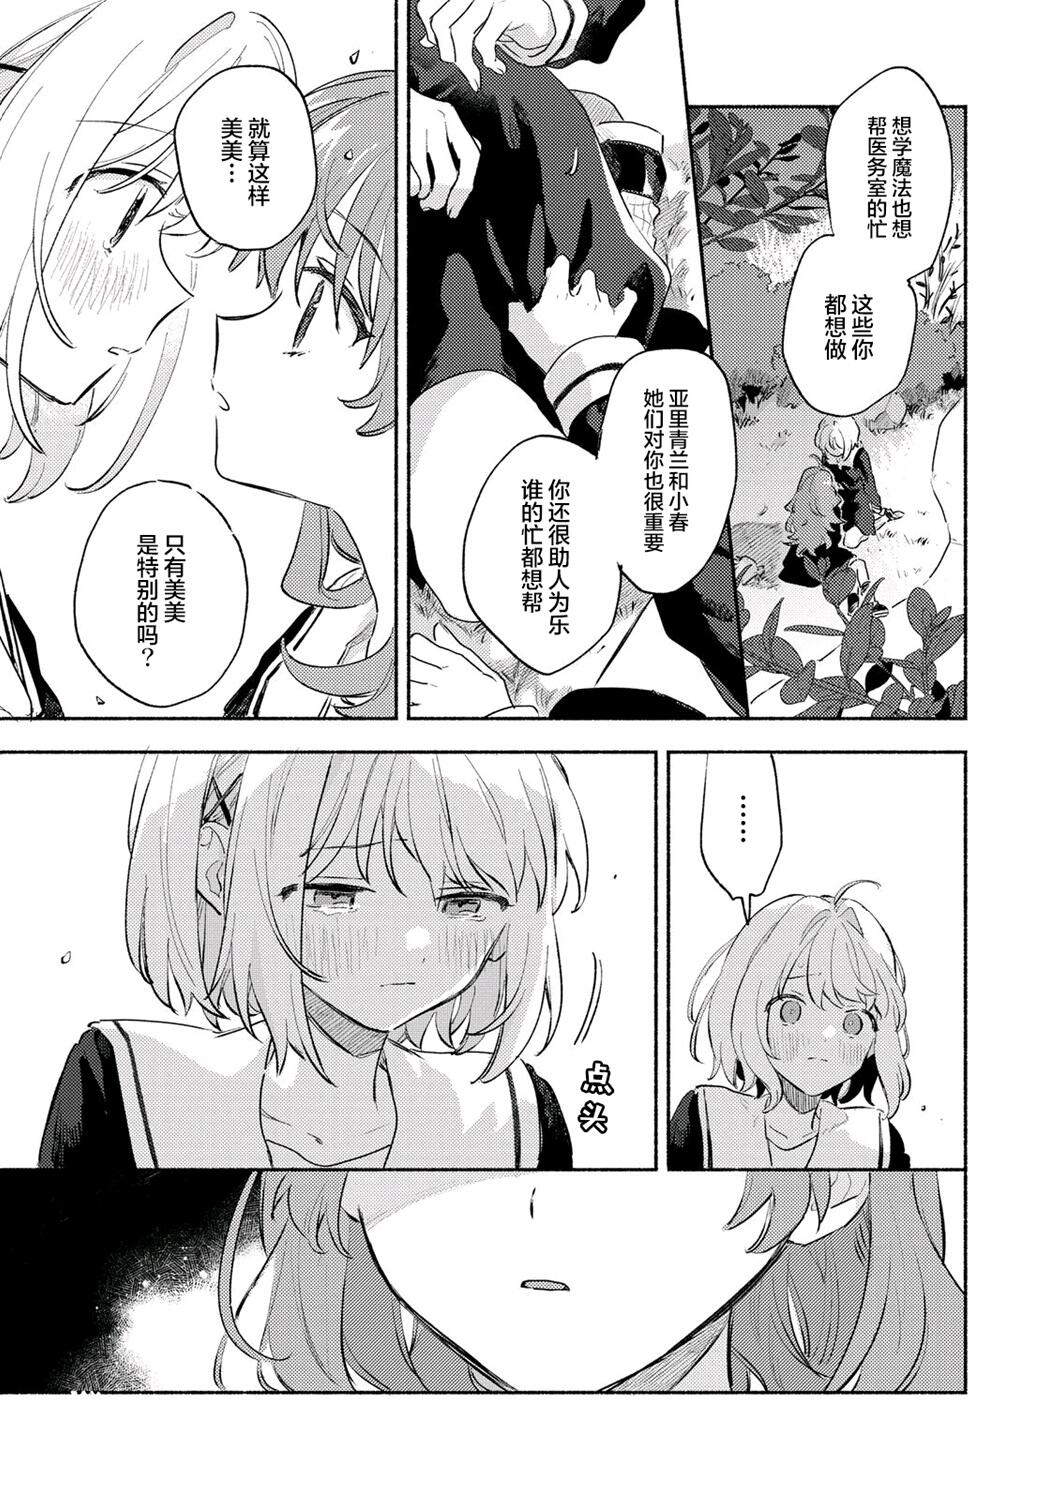 想学魔法也想
帮医务室的忙
这些你
都想做
亚里青兰和小春
她们对你也很重要
你还很助人为乐
谁的忙都想帮
就算这样
美美…
只有美美
是特别的吗？
……
点头